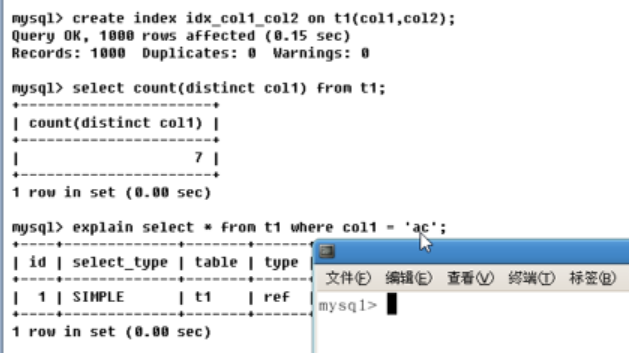 mysql> create index idx_col1_col2 on t1(col1,col2);
Query OK, 1000 rows affected (0.15 sec)
Records: 1000  Duplicates: 0  Warnings: 0
mysql> select count(distinct col1) from t1;
+----------------------+
| count(distinct col1) |
+----------------------+
|                    7 |
+----------------------+
1 row in set (0.00 sec)
mysql> explain select * from t1 where col1 = 'ac';
+----+-------------+-------+------+
| id | select_type | table | type |
+----+-------------+-------+------+
|  1 | SIMPLE      | t1    | ref  |
+----+-------------+-------+------+
1 row in set (0.00 sec)
文件(F) 编辑(E) 查看(V) 终端(T) 标签(B)
mysql>